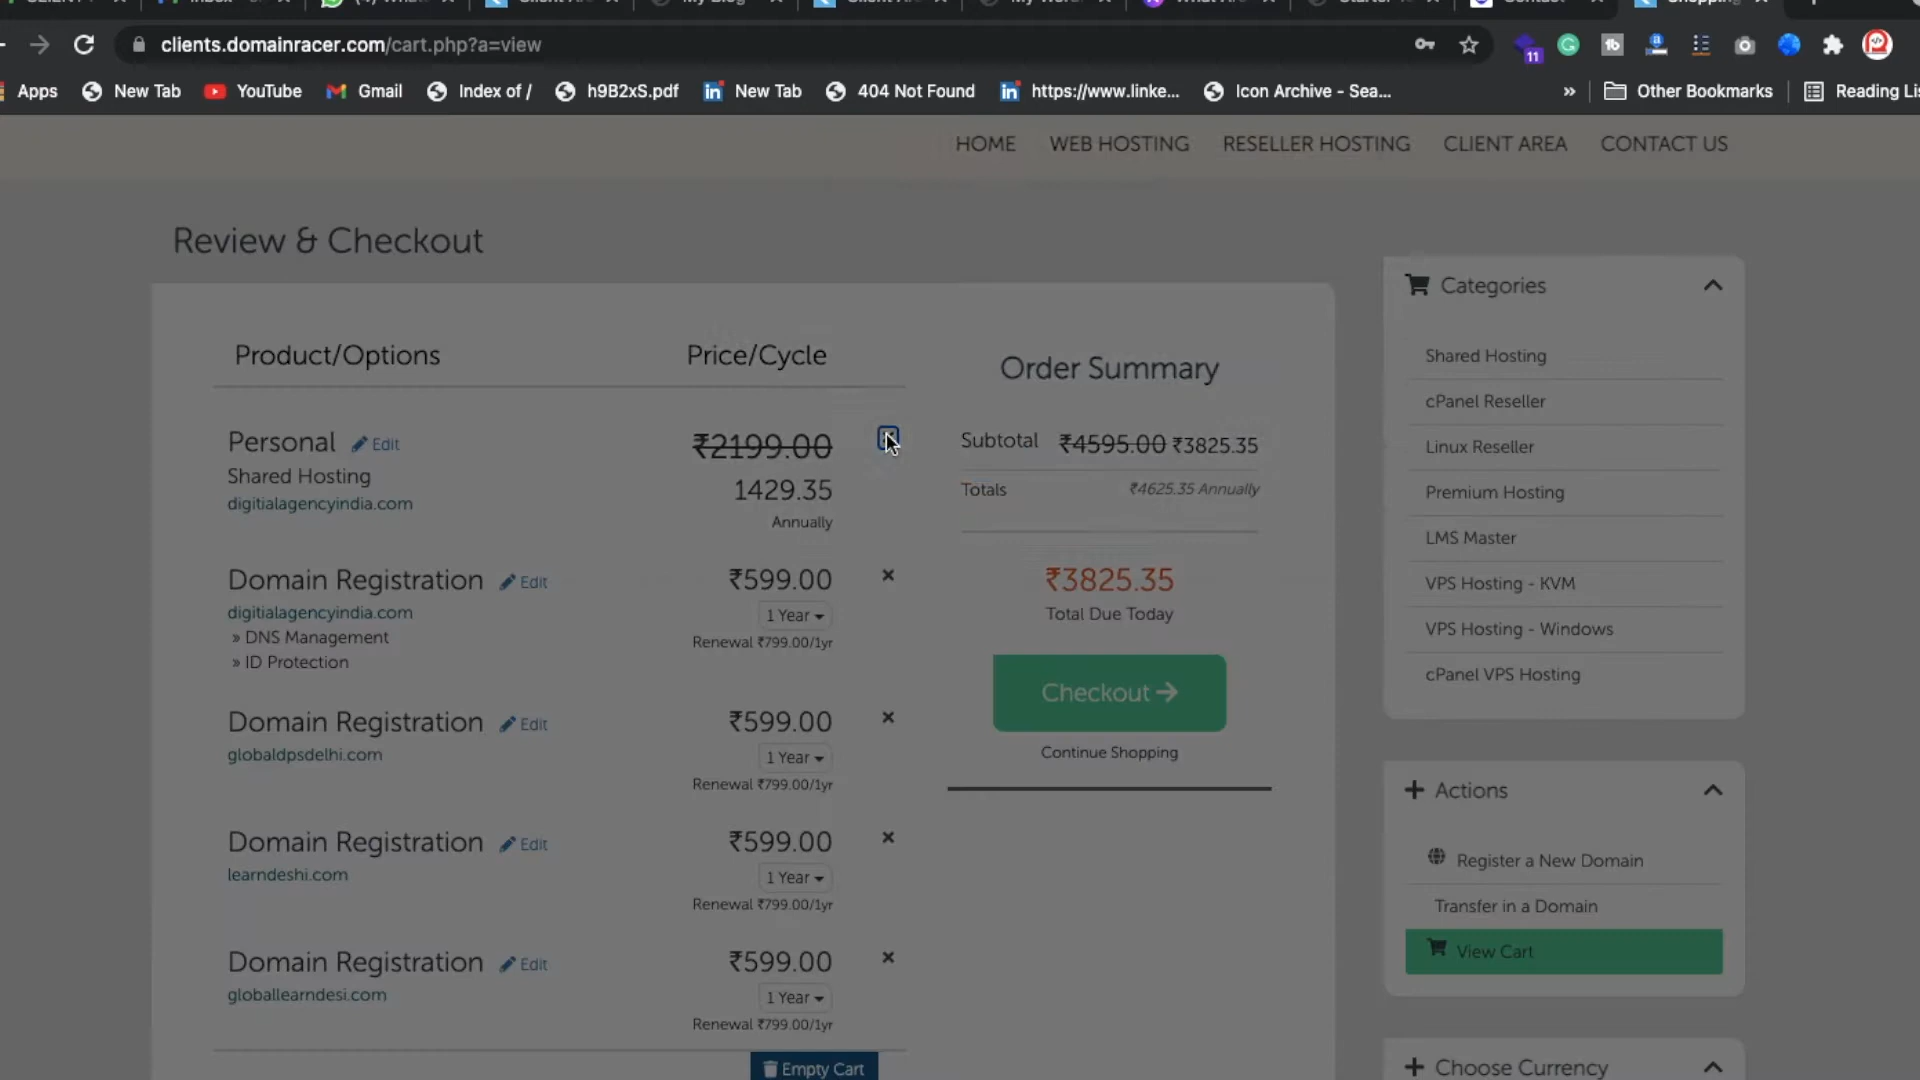 clients.domainracer.com/cart.php?a=view
11
Apps New Tab YouTube Gmail Index of / h9B2xS.pdf New Tab 404 Not Found https://www.linke... Icon Archive - Sea... » Other Bookmarks Reading Lis
HOME WEB HOSTING RESELLER HOSTING CLIENT AREA CONTACT US
Review & Checkout
Product/Options Price/Cycle
Personal Edit ₹2199.00
Shared Hosting 1429.35
digitialagencyindia.com Annually
Domain Registration Edit ₹599.00
digitialagencyindia.com 1 Year
» DNS Management Renewal ₹799.00/1yr
» ID Protection
Domain Registration Edit ₹599.00
globaldpsdelhi.com 1 Year
Renewal ₹799.00/1yr
Domain Registration Edit ₹599.00
learndeshi.com 1 Year
Renewal ₹799.00/1yr
Domain Registration Edit ₹599.00
globallearndesi.com 1 Year
Renewal ₹799.00/1yr
Empty Cart
Order Summary
Subtotal ₹4595.00 ₹3825.35
Totals ₹4625.35 Annually
₹3825.35
Total Due Today
Checkout
Continue Shopping
Categories
Shared Hosting
cPanel Reseller
Linux Reseller
Premium Hosting
LMS Master
VPS Hosting - KVM
VPS Hosting - Windows
cPanel VPS Hosting
Actions
Register a New Domain
Transfer in a Domain
View Cart
Choose Currency